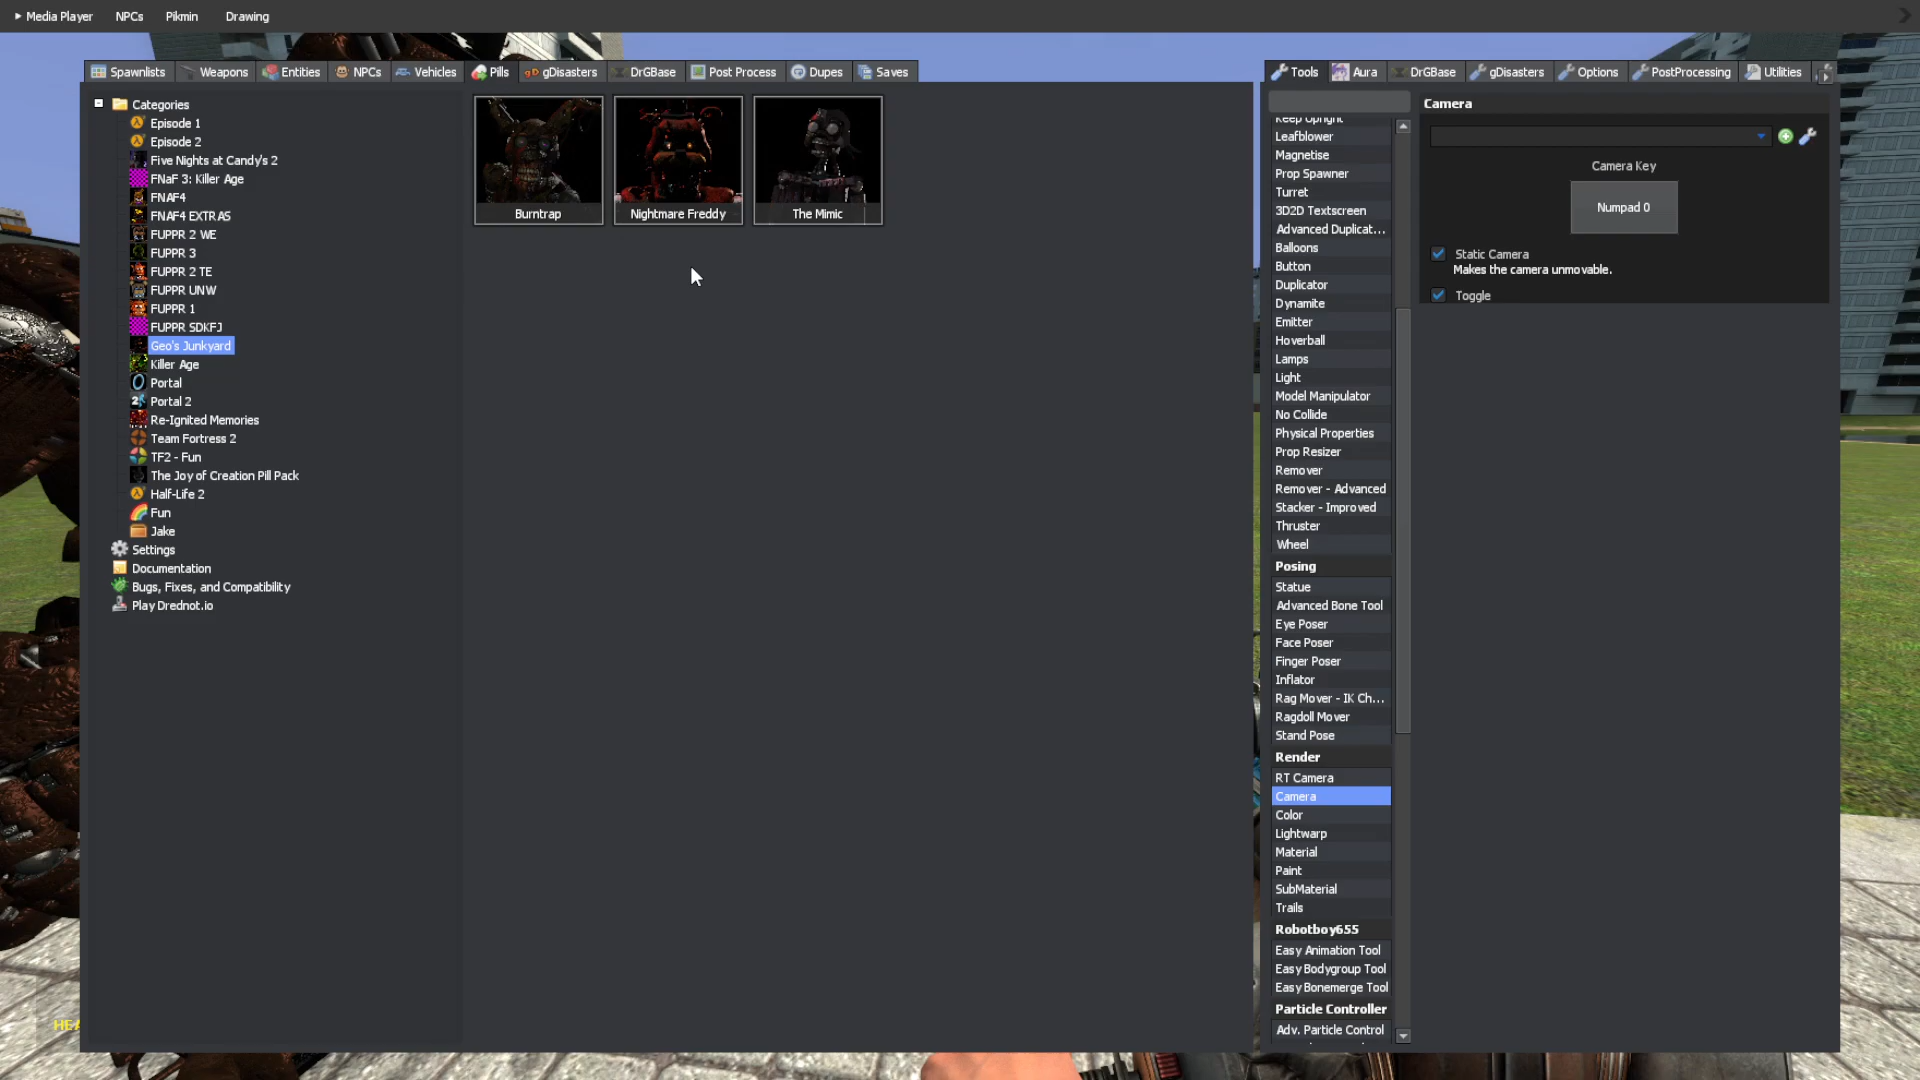 Media Player NPCs Pikmin Drawing
Spawnlists Weapons Entities NPCs Vehicles Pills gDisasters DrGBase Post Process Dupes Saves
Categories
Episode 1
Episode 2
Five Nights at Candy's 2
FNaF 3: Killer Age
FNAF4
FNAF4 EXTRAS
FUPPR 2 WE
FUPPR 3
FUPPR 2 TE
FUPPR UNW
FUPPR 1
FUPPR SDKFJ
Geo's Junkyard
Killer Age
Portal
Portal 2
Re-Ignited Memories
Team Fortress 2
TF2 - Fun
The Joy of Creation Pill Pack
Half-Life 2
Fun
Jake
Settings
Documentation
Bugs, Fixes, and Compatibility
Play Drednot.io
Burntrap Nightmare Freddy The Mimic
Tools Aura DrGBase gDisasters Options PostProcessing Utilities
Keep Upright
Leafblower
Magnetise
Prop Spawner
Turret
3D2D Textscreen
Advanced Duplicat...
Balloons
Button
Duplicator
Dynamite
Emitter
Hoverball
Lamps
Light
Model Manipulator
No Collide
Physical Properties
Prop Resizer
Remover
Remover - Advanced
Stacker - Improved
Thruster
Wheel
Posing
Statue
Advanced Bone Tool
Eye Poser
Face Poser
Finger Poser
Inflator
Rag Mover - IK Ch...
Ragdoll Mover
Stand Pose
Render
RT Camera
Camera
Color
Lightwarp
Material
Paint
SubMaterial
Trails
Robotboy655
Easy Animation Tool
Easy Bodygroup Tool
Easy Bonemerge Tool
Particle Controller
Adv. Particle Control
Camera
Camera Key
Numpad 0
Static Camera
Makes the camera unmovable.
Toggle
HEA